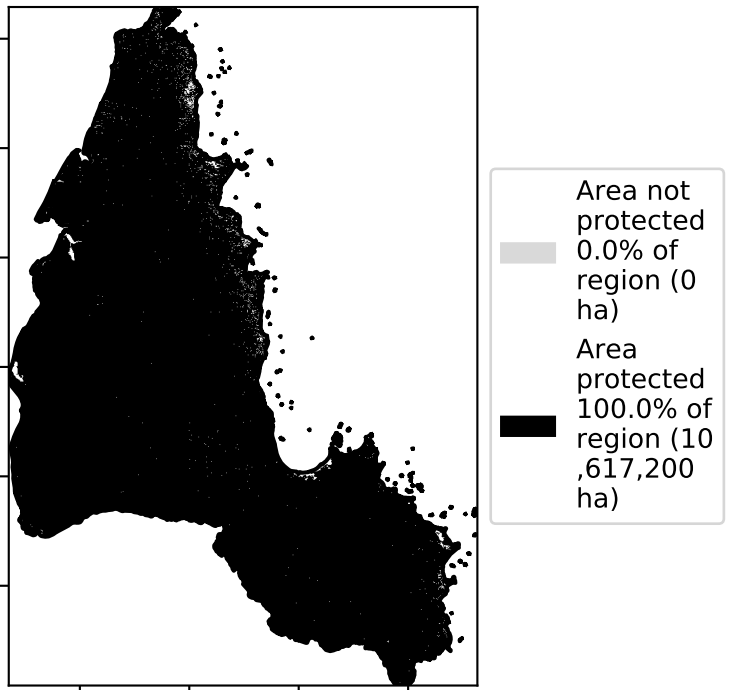 Area not
protected
0.0% of
region (0
ha)
Area
protected
100.0% of
region (10
,617,200
ha)